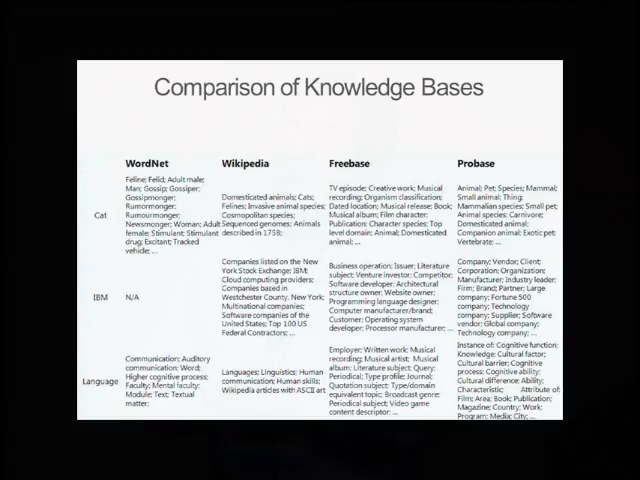 Comparison of Knowledge Bases
WordNet Wikipedia Freebase Probase
Cat
Feline; Felid; Adult male;
Man; Gossip; Gossiper;
Gossipmonger;
Rumormonger;
Rumourmonger;
Newsmonger; Woman; Adult
female; Stimulant; Stimulant
drug; Excitant; Tracked
vehicle; ...
Domesticated animals; Cats;
Felines; Invasive animal species;
Cosmopolitan species;
Sequenced genomes; Animals
described in 1758;
TV episode; Creative work; Musical
recording; Organism classification;
Dated location; Musical release; Book;
Musical album; Film character;
Publication; Character species; Top
level domain; Animal; Domesticated
animal; ...
Animal; Pet; Species; Mammal;
Small animal; Thing;
Mammalian species; Small pet;
Animal species; Carnivore;
Domesticated animal;
Companion animal; Exotic pet;
Vertebrate; ...
IBM
N/A
Companies listed on the New
York Stock Exchange; IBM;
Cloud computing providers;
Companies based in
Westchester County, New York;
Multinational companies;
Software companies of the
United States; Top 100 US
Federal Contractors; ...
Business operation; Issuer; Literature
subject; Venture investor; Competitor;
Software developer; Architectural
structure owner; Website owner;
Programming language designer;
Computer manufacturer/brand;
Customer; Operating system
developer; Processor manufacturer; ...
Company; Vendor; Client;
Corporation; Organization;
Manufacturer; Industry leader;
Firm; Brand; Partner; Large
company; Fortune 500
company; Technology
company; Supplier; Software
vendor; Global company;
Technology company; ...
Language
Communication; Auditory
communication; Word;
Higher cognitive process;
Faculty; Mental faculty;
Module; Text; Textual
matter;
Languages; Linguistics; Human
communication; Human skills;
Wikipedia articles with ASCII art
Employer; Written work; Musical
recording; Musical artist; Musical
album; Literature subject; Query;
Periodical; Type profile; Journal;
Quotation subject; Type/domain
equivalent topic; Broadcast genre;
Periodical subject; Video game
content descriptor; ...
Instance of: Cognitive function;
Knowledge; Cultural factor;
Cultural barrier; Cognitive
process; Cognitive ability;
Cultural difference; Ability;
Characteristic Attribute of:
Film; Area; Book; Publication;
Magazine; Country; Work;
Program; Media; City; ...